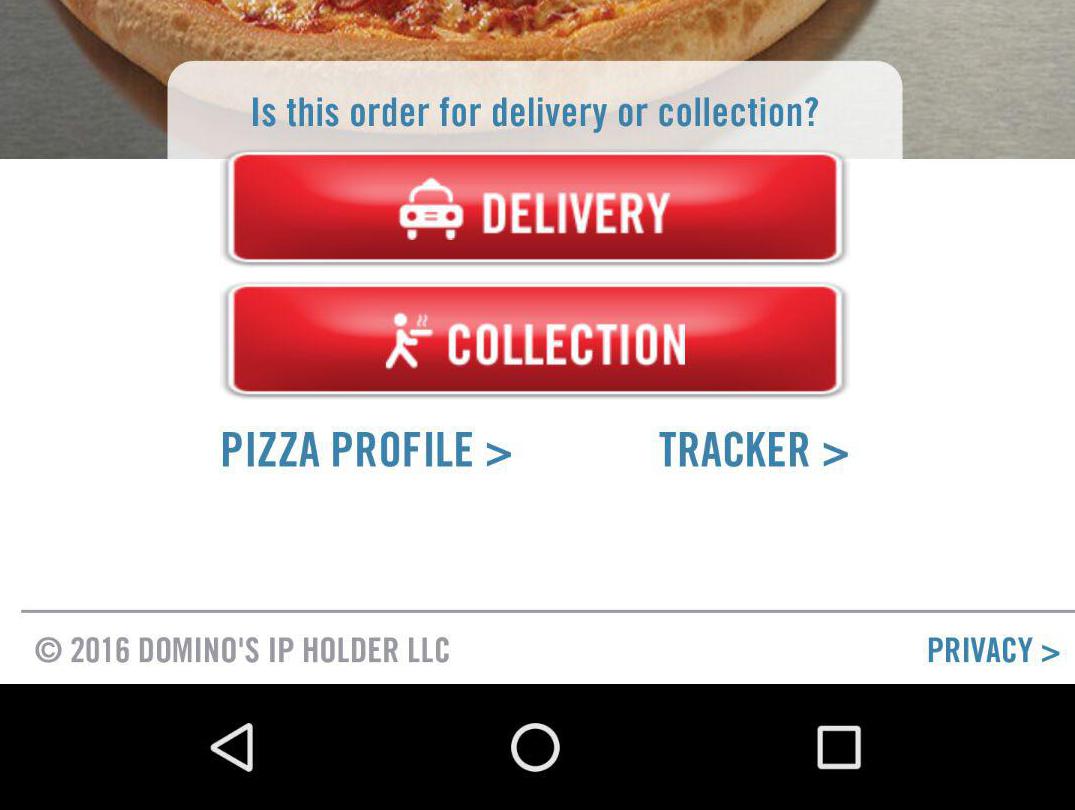 Is this order for delivery or collection?
DELIVERY
COLLECTION
PIZZA PROFILE > TRACKER >
© 2016 DOMINO'S IP HOLDER LLC PRIVACY >